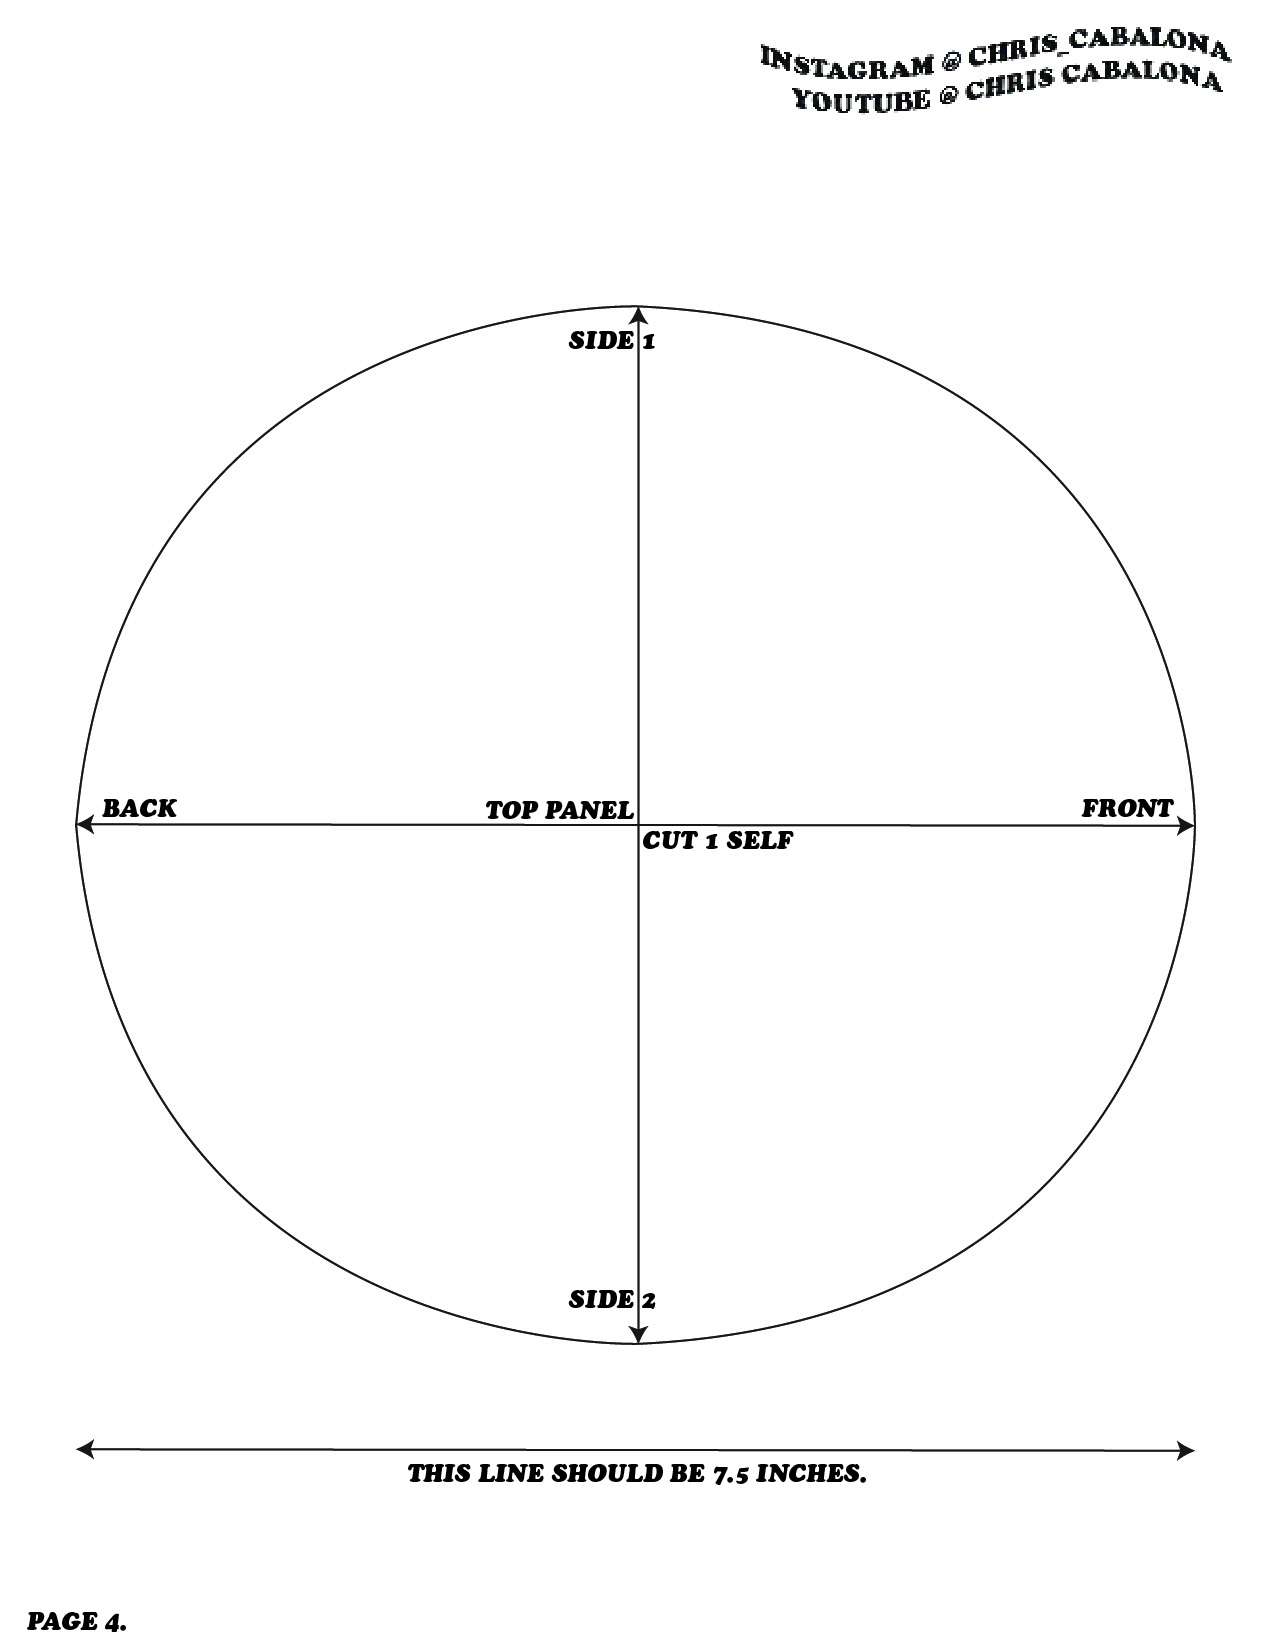 INSTAGRAM @ CHRIS_CABALONA
YOUTUBE @ CHRIS CABALONA
SIDE 1
BACK
TOP PANEL
FRONT
CUT 1 SELF
SIDE 2
THIS LINE SHOULD BE 7.5 INCHES.
PAGE 4.